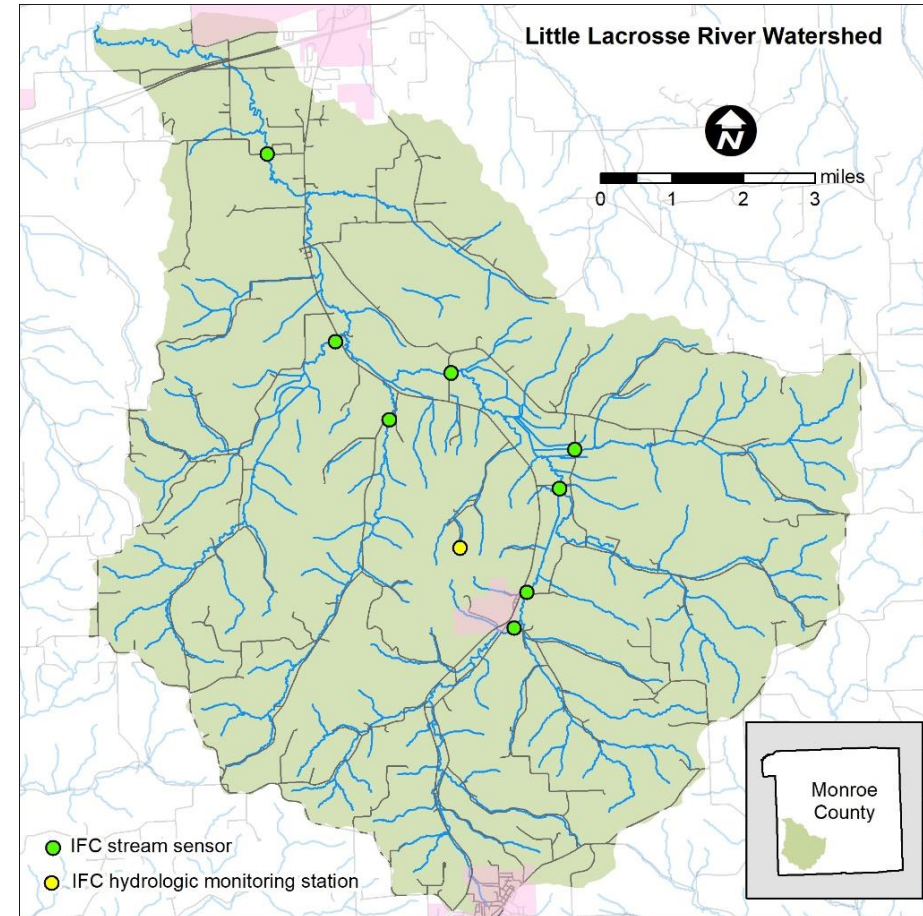 Little Lacrosse River Watershed
N
miles
0 1 2 3
Monroe
County
IFC stream sensor
IFC hydrologic monitoring station